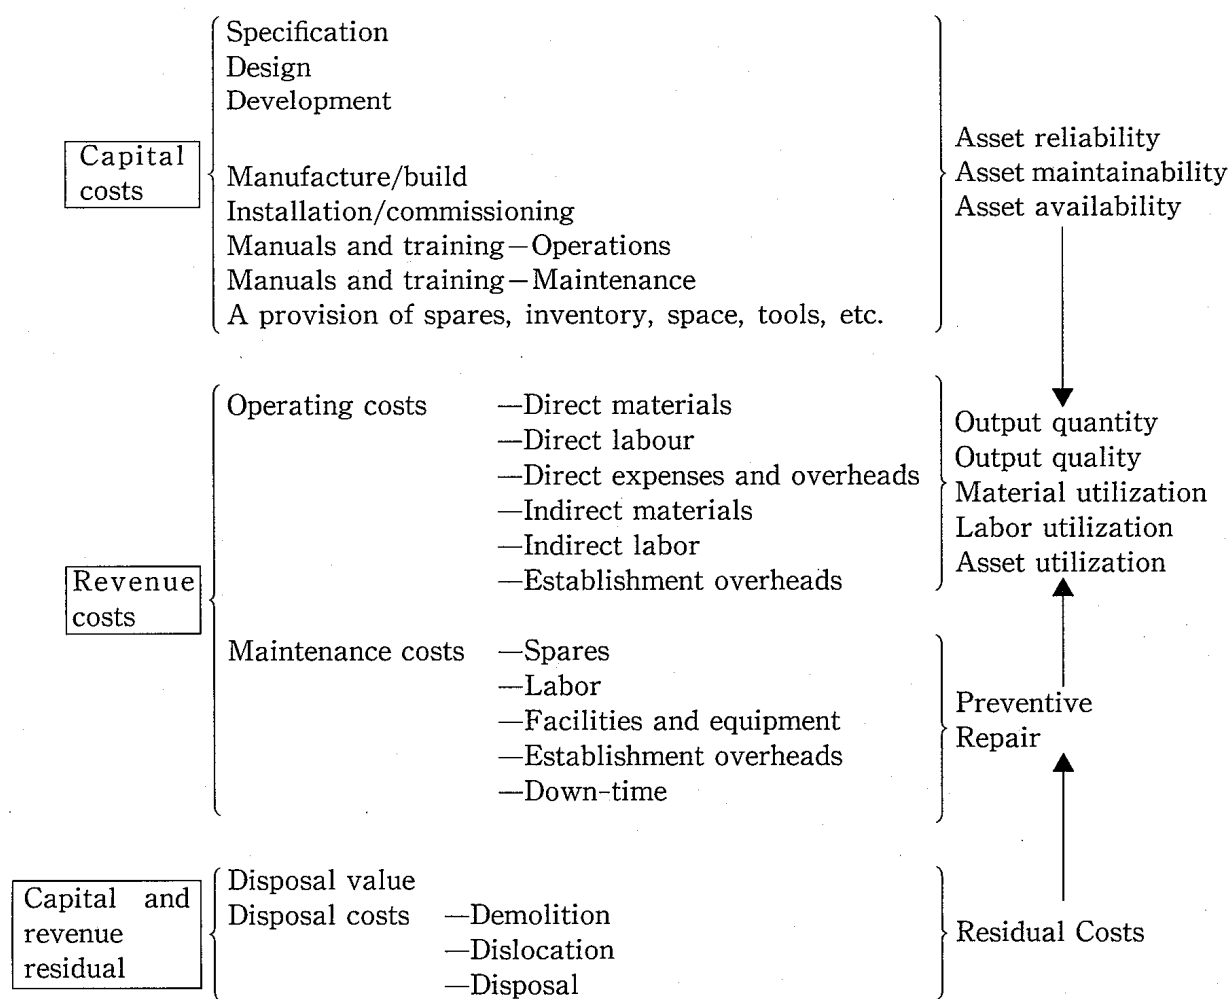 Capital
costs
Specification
Design
Development
Manufacture/build
Installation/commissioning
Manuals and training—Operations
Manuals and training—Maintenance
A provision of spares, inventory, space, tools, etc.
Asset reliability
Asset maintainability
Asset availability
Revenue
costs
Operating costs —Direct materials
—Direct labour
—Direct expenses and overheads
—Indirect materials
—Indirect labor
—Establishment overheads
Output quantity
Output quality
Material utilization
Labor utilization
Asset utilization
Maintenance costs —Spares
—Labor
—Facilities and equipment
—Establishment overheads
—Down-time
Preventive
Repair
Capital and
revenue
residual
Disposal value
Disposal costs —Demolition
—Dislocation
—Disposal
Residual Costs